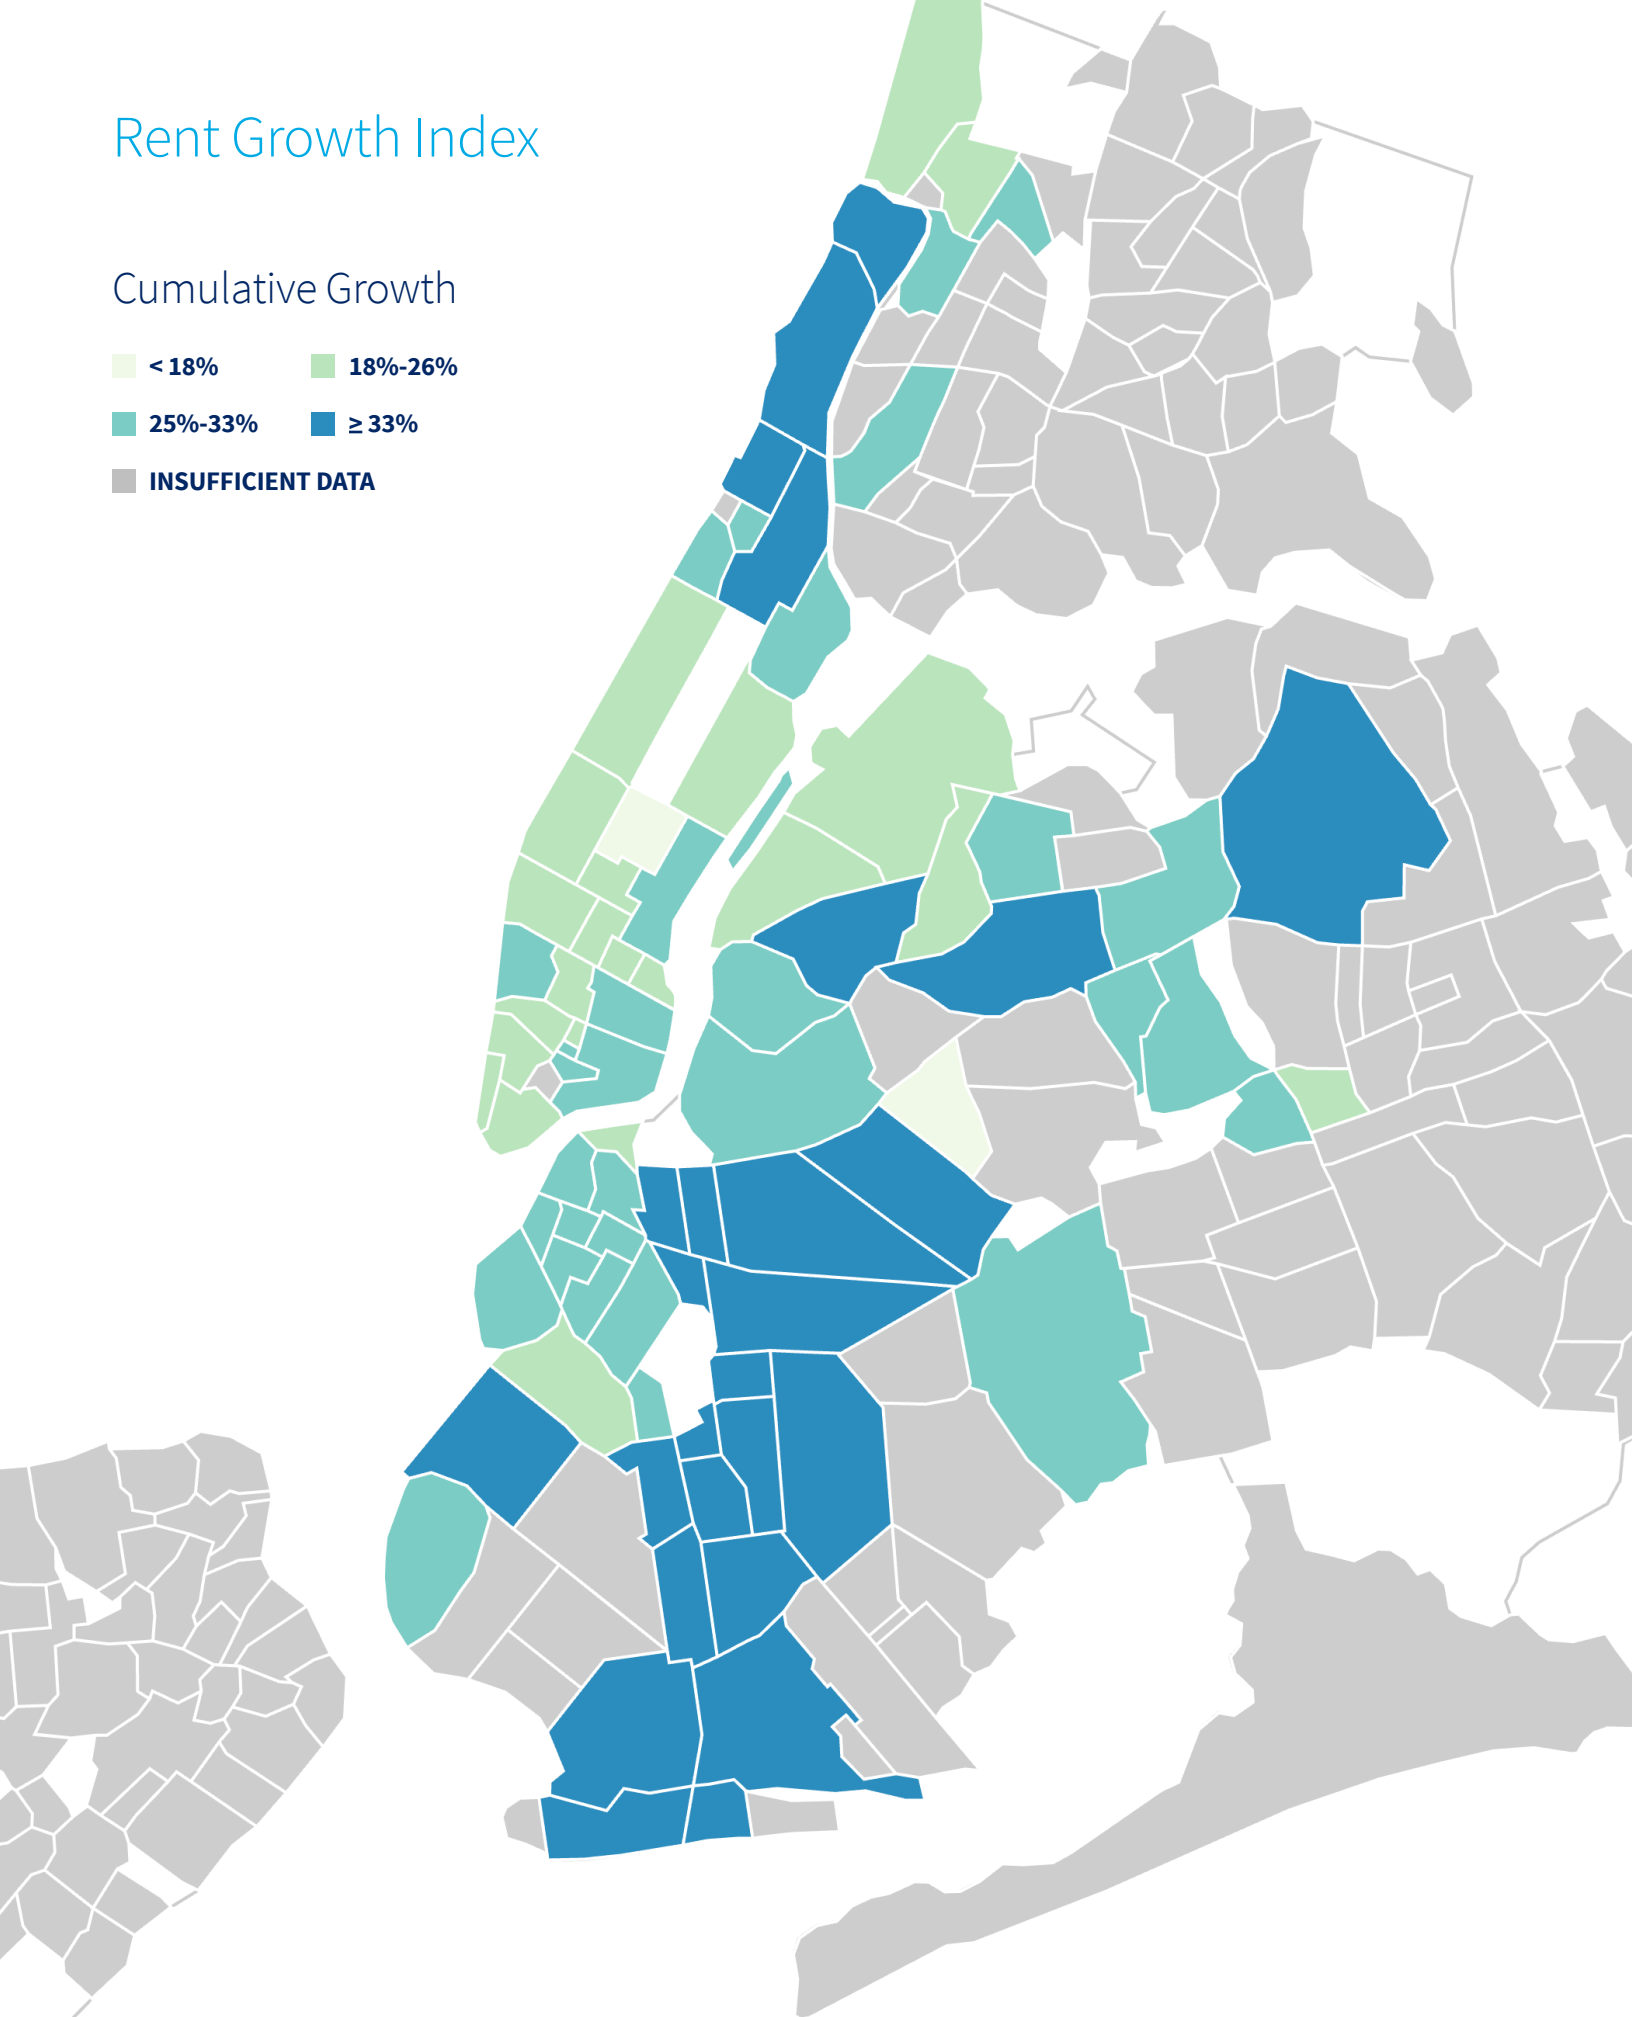 Rent Growth Index
Cumulative Growth
< 18%
18%-26%
25%-33%
≥ 33%
INSUFFICIENT DATA